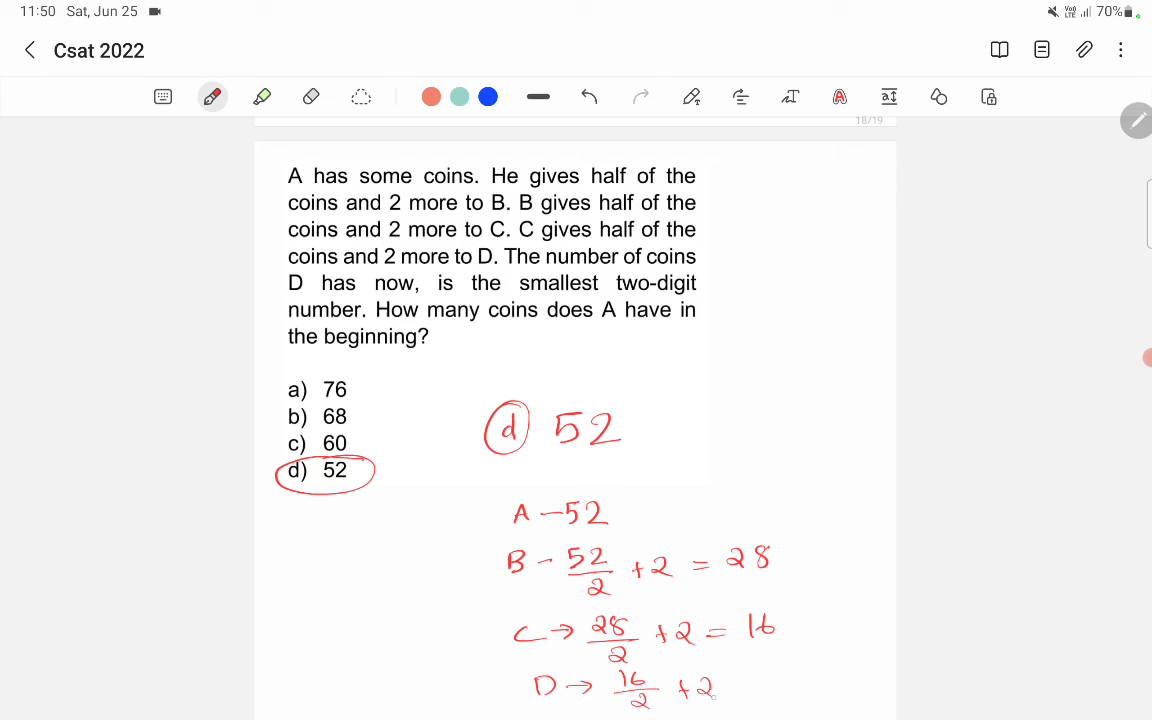 11:50 Sat, Jun 25 VoI LTE 70%
Csat 2022
18/19
A has some coins. He gives half of the
coins and 2 more to B. B gives half of the
coins and 2 more to C. C gives half of the
coins and 2 more to D. The number of coins
D has now, is the smallest two-digit
number. How many coins does A have in
the beginning?
a) 76
b) 68
c) 60
d) 52
d 52
A - 52
B - 52/2 + 2 = 28
C → 28/2 + 2 = 16
D → 16/2 + 2